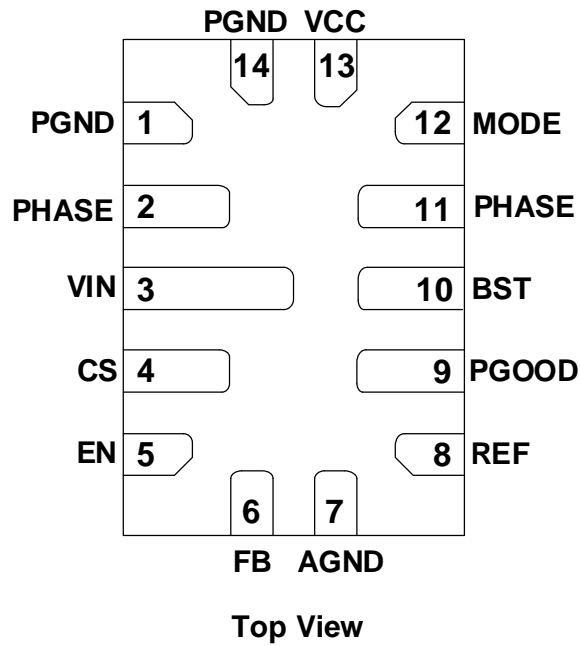 PGND VCC
14 13
PGND 1 12 MODE
PHASE 2 11 PHASE
VIN 3 10 BST
CS 4 9 PGOOD
EN 5 8 REF
6 7
FB AGND
Top View